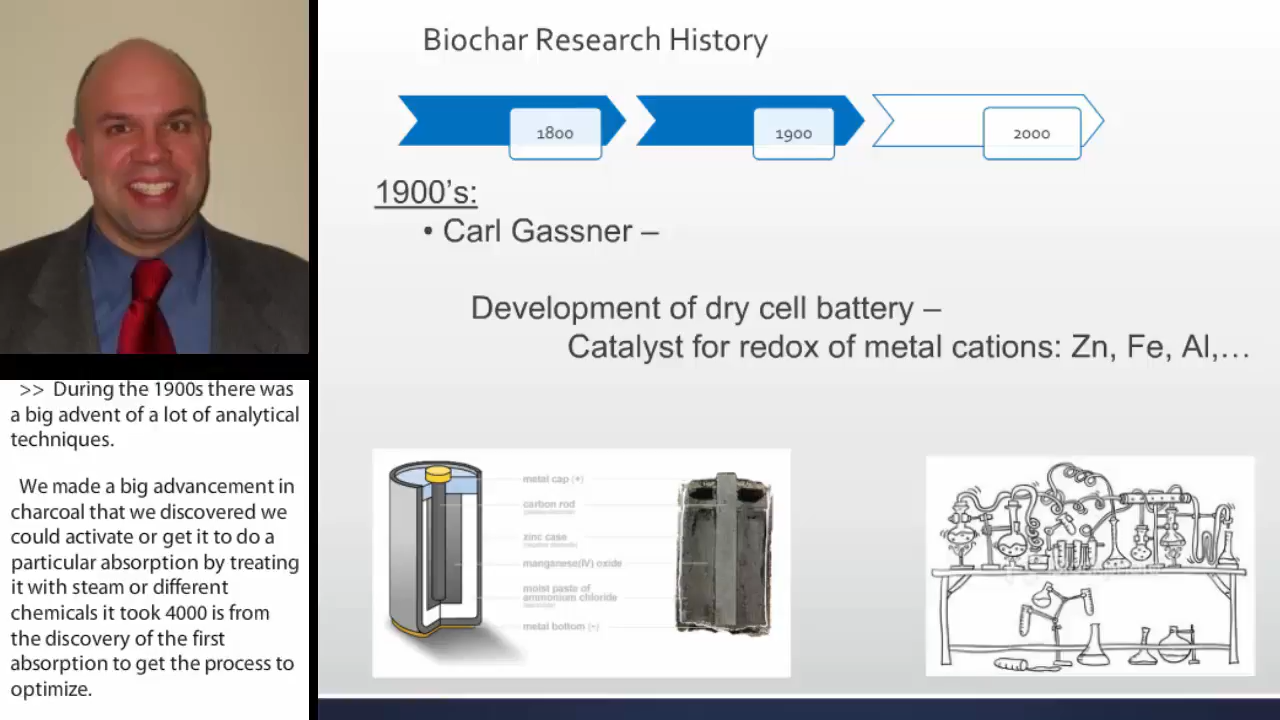 Biochar Research History
1800
1900
2000
1900's:
• Carl Gassner –
Development of dry cell battery –
Catalyst for redox of metal cations: Zn, Fe, Al,...
metal cap (+)
carbon rod
zinc case
manganese(IV) oxide
moist paste of
ammonium chloride
metal bottom (-)
>> During the 1900s there was
a big advent of a lot of analytical
techniques.
We made a big advancement in
charcoal that we discovered we
could activate or get it to do a
particular absorption by treating
it with steam or different
chemicals it took 4000 is from
the discovery of the first
absorption to get the process to
optimize.